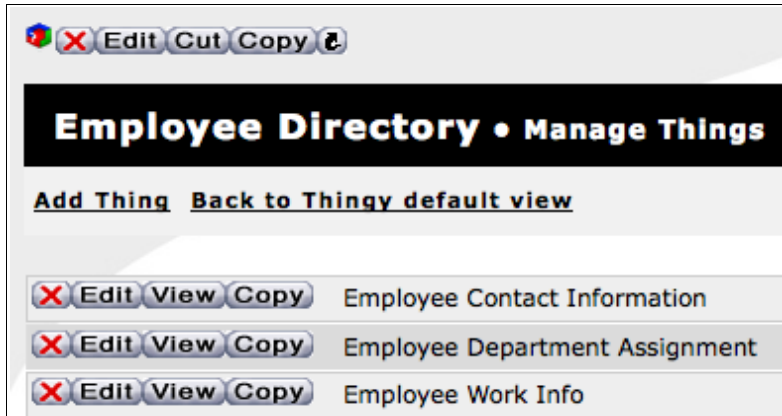 Edit Cut Copy
Employee Directory • Manage Things
Add Thing Back to Thingy default view
Edit View Copy Employee Contact Information
Edit View Copy Employee Department Assignment
Edit View Copy Employee Work Info